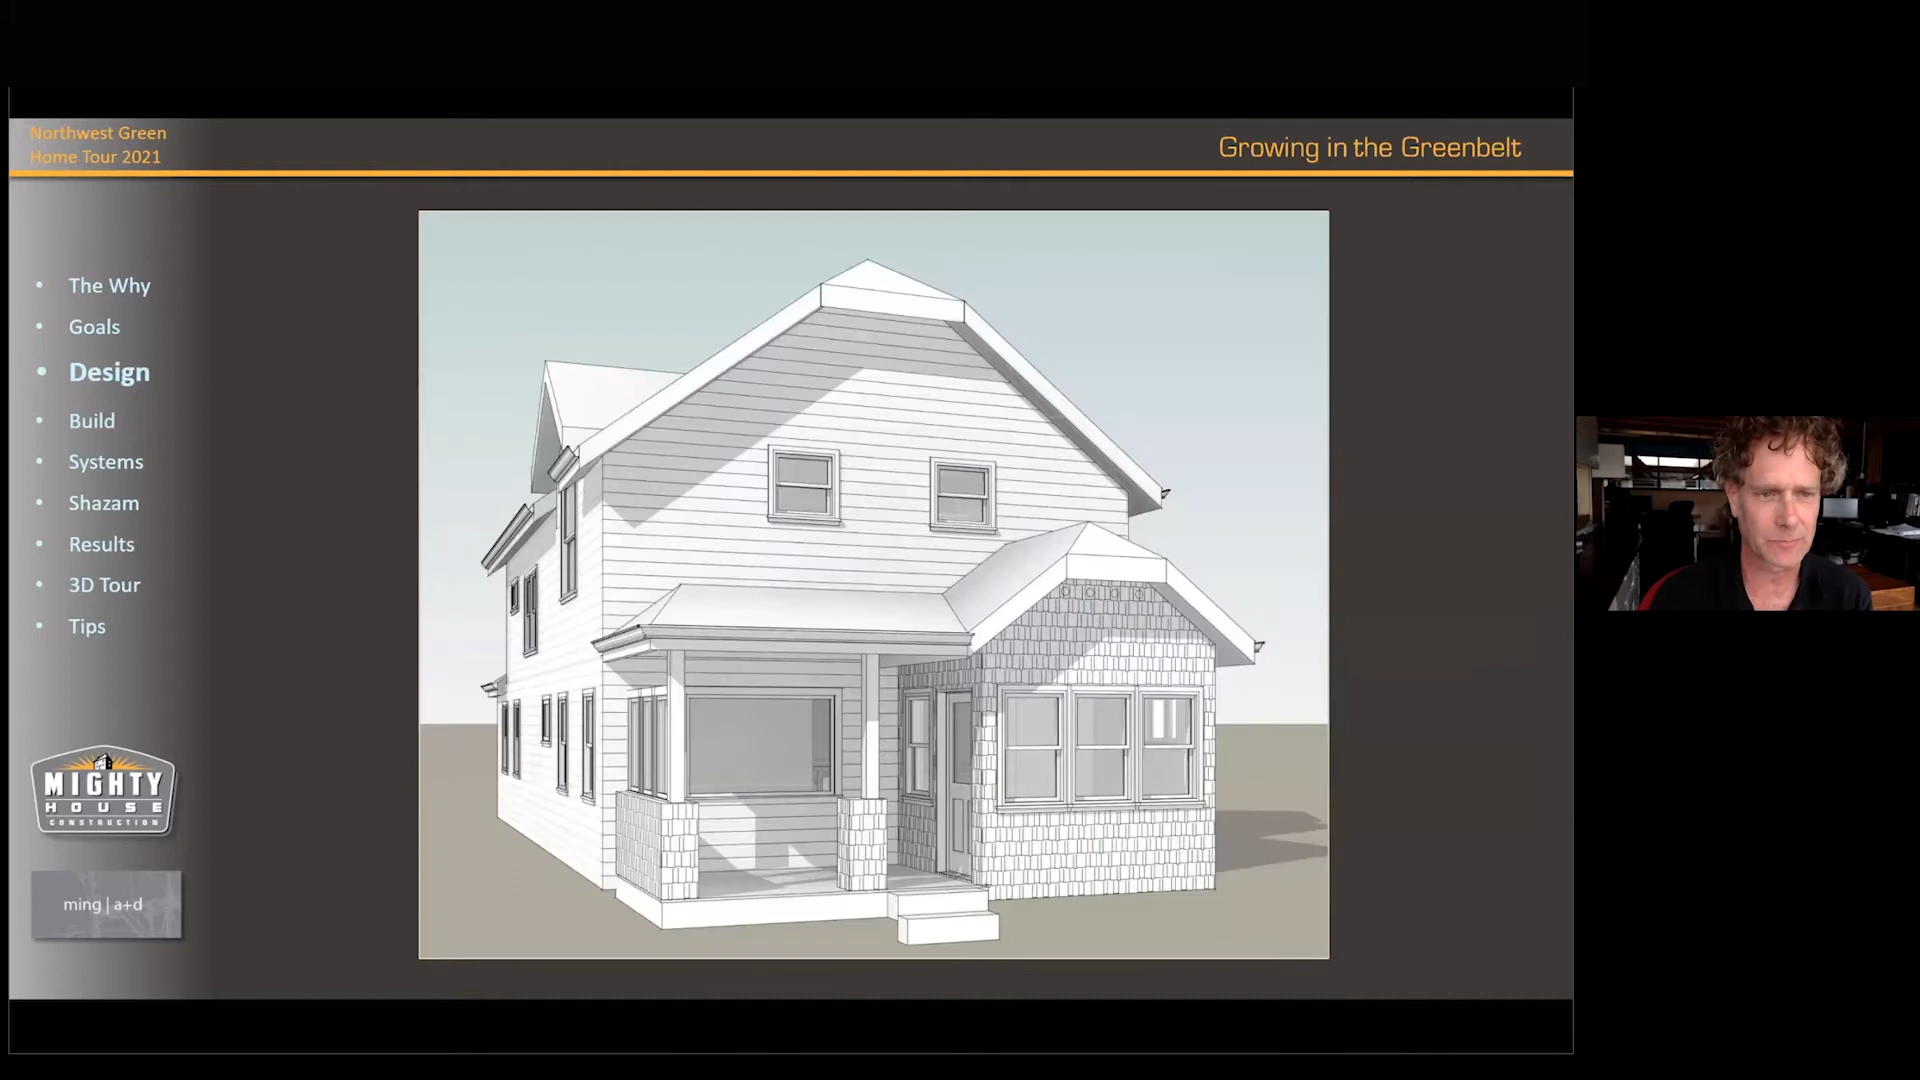 Northwest Green
Home Tour 2021
Growing in the Greenbelt
• The Why
• Goals
• Design
• Build
• Systems
• Shazam
• Results
• 3D Tour
• Tips
MIGHTY
HOUSE
CONSTRUCTION
ming | a+d